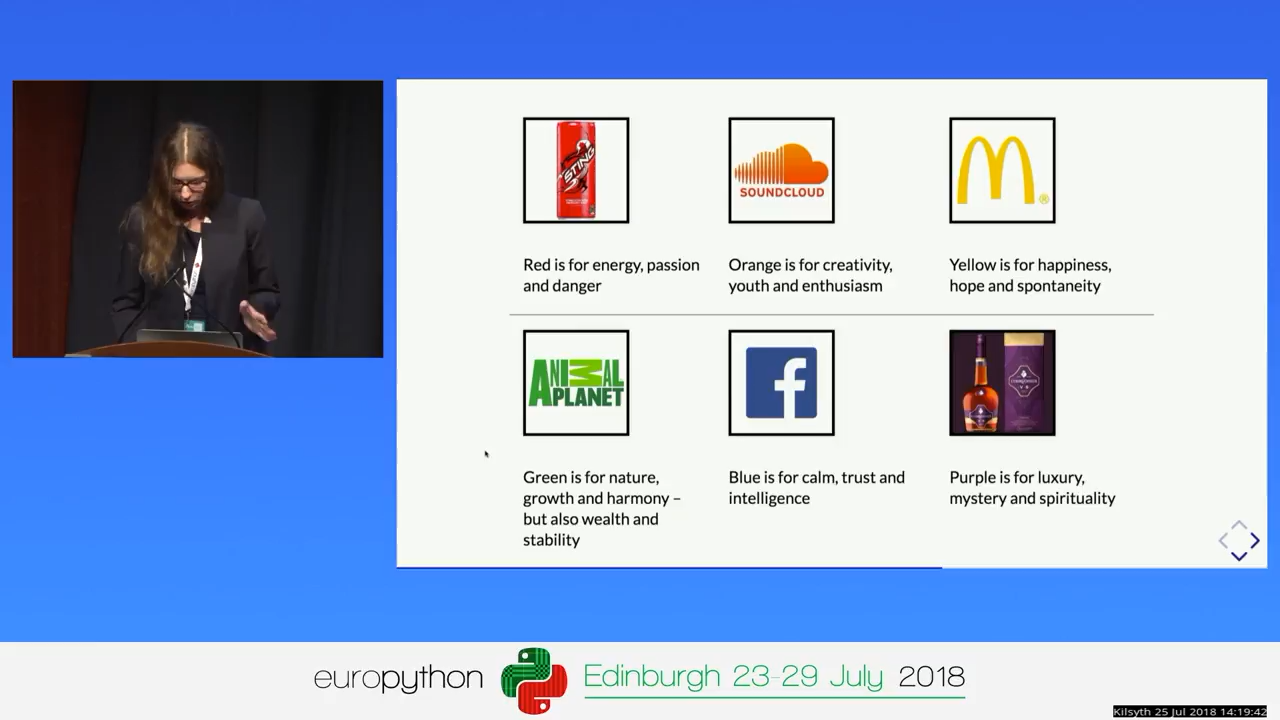 STING
SOUNDCLOUD
M
®
Red is for energy, passion
and danger
Orange is for creativity,
youth and enthusiasm
Yellow is for happiness,
hope and spontaneity
ANIMAL
PLANET
f
Green is for nature,
growth and harmony –
but also wealth and
stability
Blue is for calm, trust and
intelligence
Purple is for luxury,
mystery and spirituality
europython
Edinburgh 23-29 July 2018
Kilsyth 25 Jul 2018 14:19:42